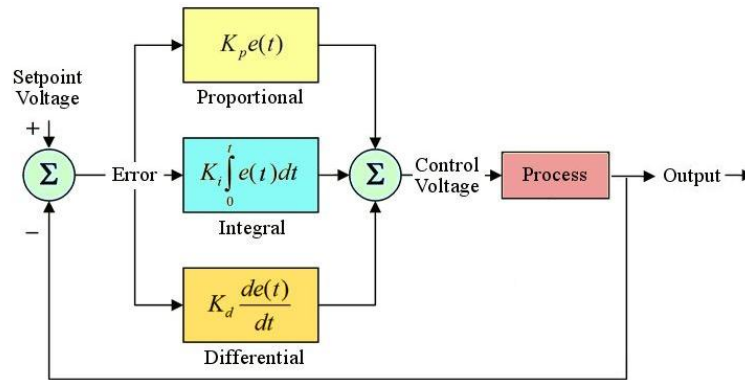 K_p e(t)
Proportional
Setpoint
Voltage
+
Σ
−
Error
K_i ∫_0^t e(t)dt
Integral
Σ
Control
Voltage
Process
Output
K_d de(t)/dt
Differential